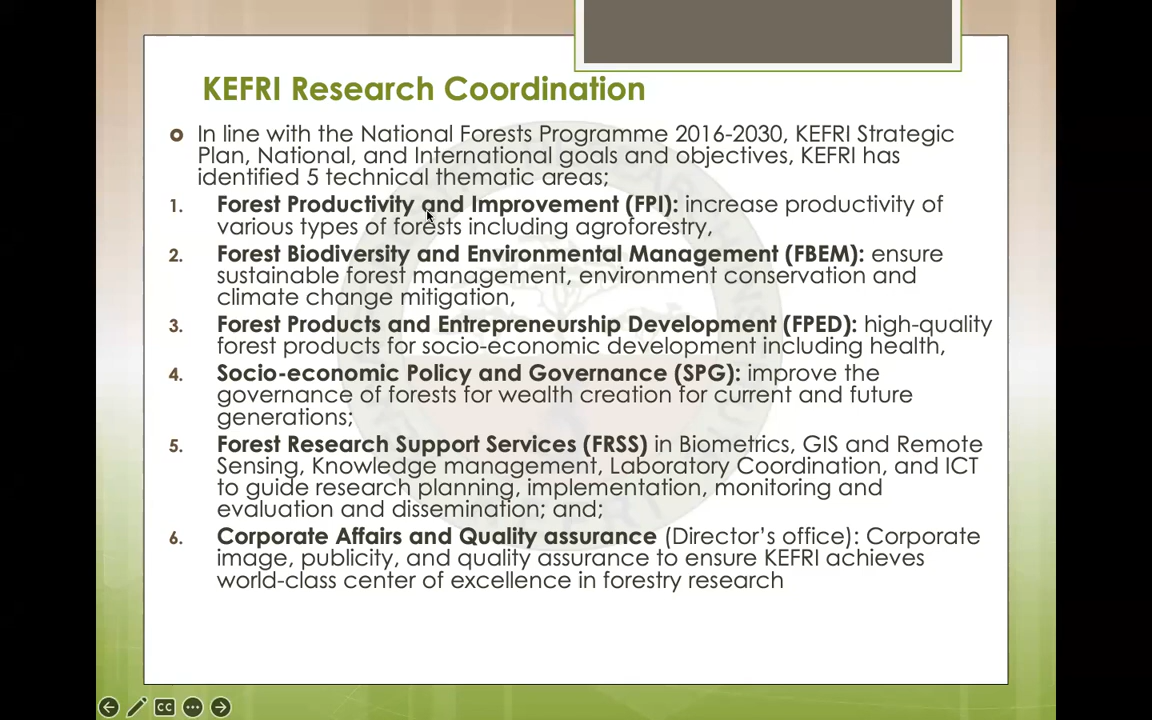 KEFRI Research Coordination
In line with the National Forests Programme 2016-2030, KEFRI Strategic
Plan, National, and International goals and objectives, KEFRI has
identified 5 technical thematic areas;
1. Forest Productivity and Improvement (FPI): increase productivity of
various types of forests including agroforestry,
2. Forest Biodiversity and Environmental Management (FBEM): ensure
sustainable forest management, environment conservation and
climate change mitigation,
3. Forest Products and Entrepreneurship Development (FPED): high-quality
forest products for socio-economic development including health,
4. Socio-economic Policy and Governance (SPG): improve the
governance of forests for wealth creation for current and future
generations;
5. Forest Research Support Services (FRSS) in Biometrics, GIS and Remote
Sensing, Knowledge management, Laboratory Coordination, and ICT
to guide research planning, implementation, monitoring and
evaluation and dissemination; and;
6. Corporate Affairs and Quality assurance (Director’s office): Corporate
image, publicity, and quality assurance to ensure KEFRI achieves
world-class center of excellence in forestry research
CC